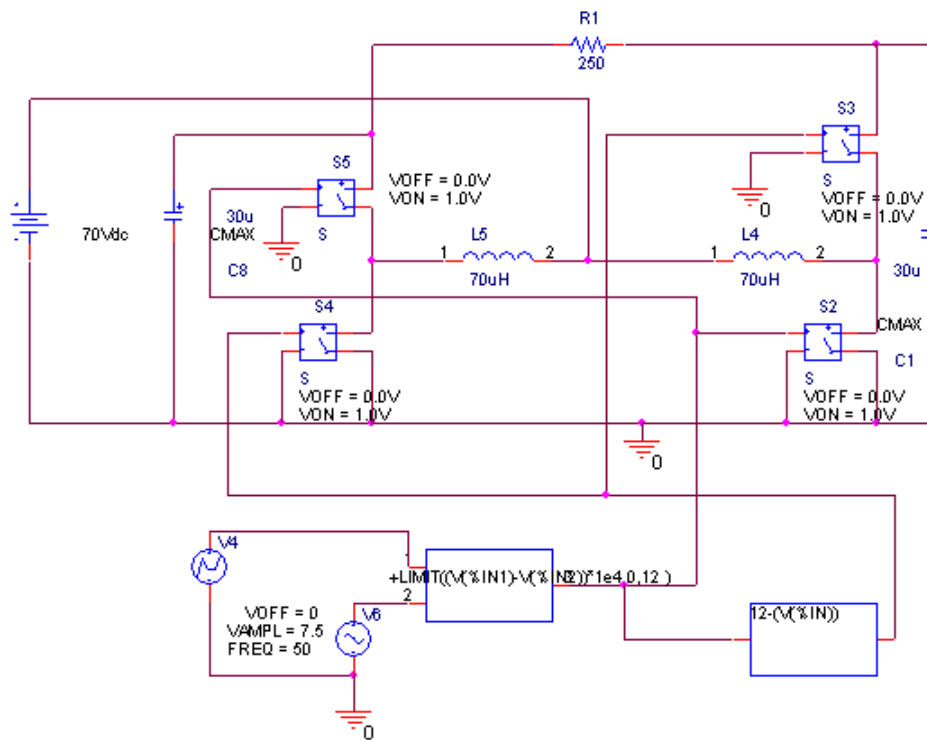 R1
250
S3
S5
VOFF = 0.0V
VON = 1.0V
S
0
VOFF = 0.0V
VON = 1.0V
70Vdc
30u
CMAX
S
C8
0
L5
1 2
70uH
L4
1 2
70uH
30u
S4
S2
CMAX
C1
S
VOFF = 0.0V
VON = 1.0V
S
VOFF = 0.0V
VON = 1.0V
0
V4
1
2
VOFF = 0
VAMPL = 7.5
FREQ = 50
V6
12-(V(%IN))
0